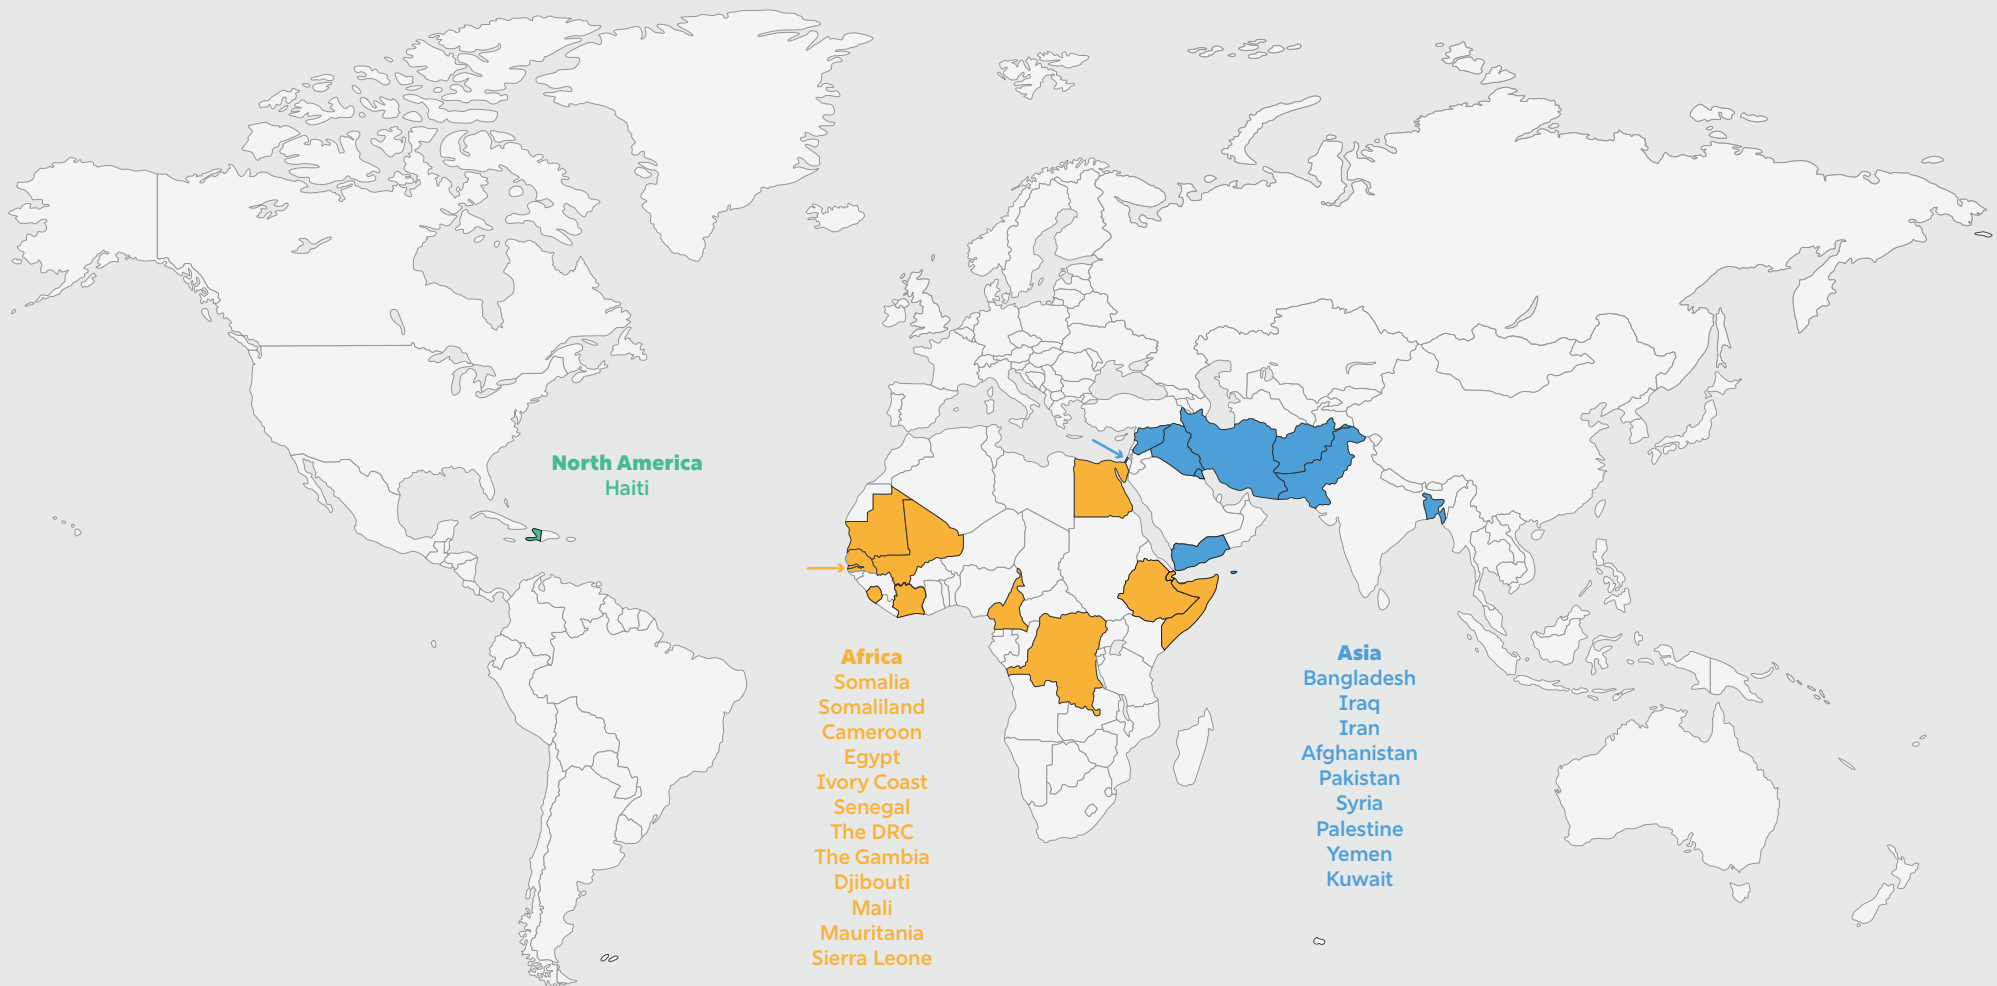 North America
Haiti
Africa
Somalia
Somaliland
Cameroon
Egypt
Ivory Coast
Senegal
The DRC
The Gambia
Djibouti
Mali
Mauritania
Sierra Leone
Asia
Bangladesh
Iraq
Iran
Afghanistan
Pakistan
Syria
Palestine
Yemen
Kuwait